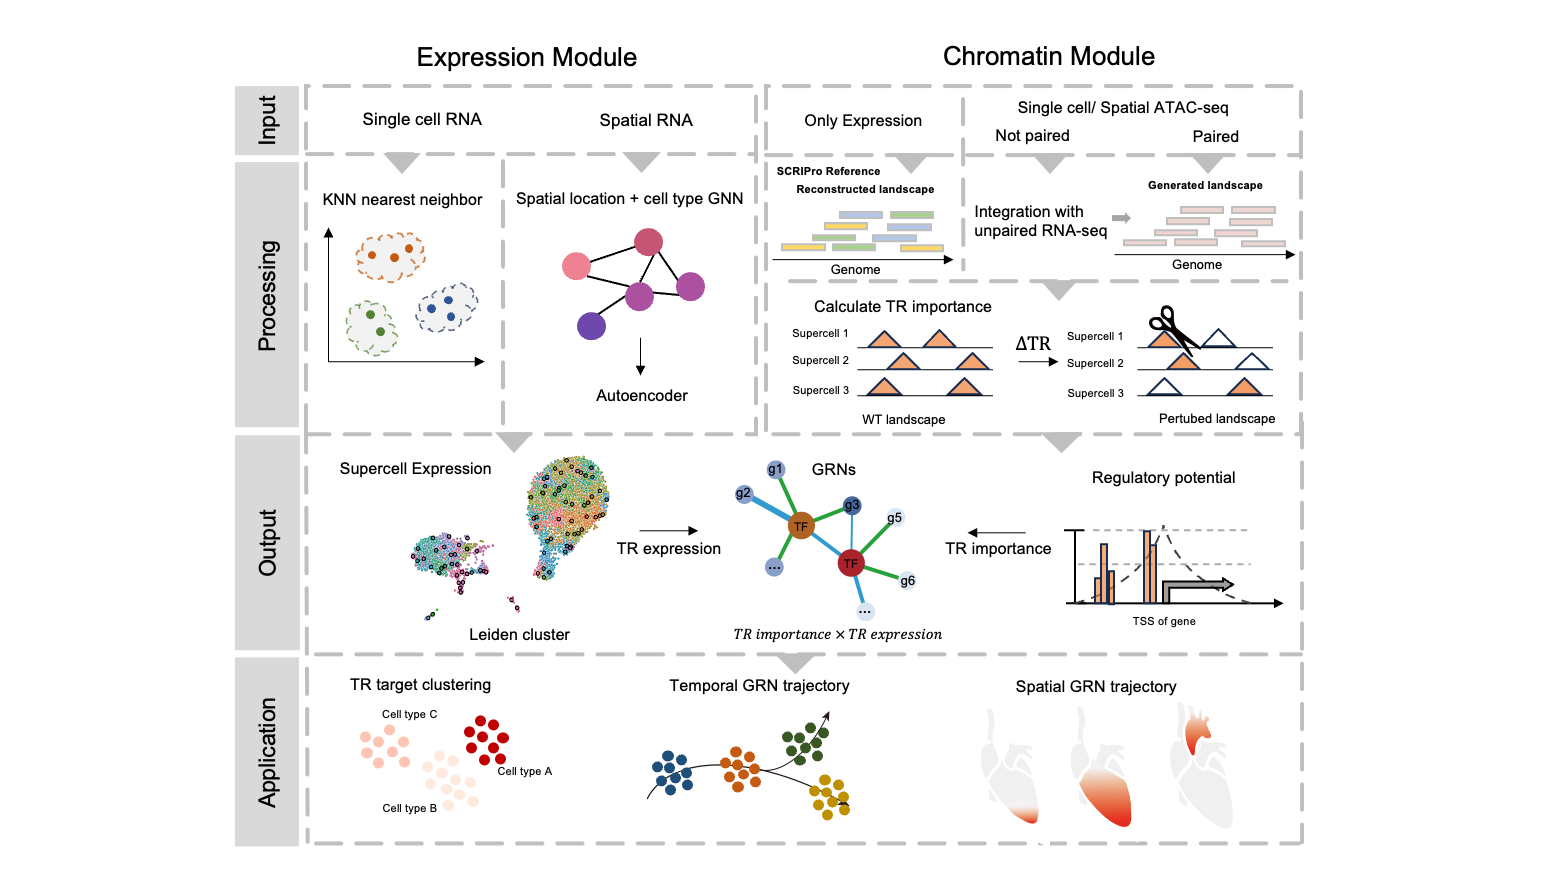 Expression Module
Chromatin Module
Input
Single cell RNA
Spatial RNA
Only Expression
Single cell/ Spatial ATAC-seq
Not paired
Paired
Processing
KNN nearest neighbor
Spatial location + cell type GNN
Autoencoder
SCRIPro Reference
Reconstructed landscape
Genome
Integration with
unpaired RNA-seq
Generated landscape
Genome
Calculate TR importance
Supercell 1
Supercell 2
Supercell 3
WT landscape
ΔTR
Supercell 1
Supercell 2
Supercell 3
Pertubed landscape
Output
Supercell Expression
Leiden cluster
TR expression
GRNs
g1
g2
g3
g5
TF
TF
...
g6
...
TR importance × TR expression
TR importance
Regulatory potential
TSS of gene
Application
TR target clustering
Cell type C
Cell type A
Cell type B
Temporal GRN trajectory
Spatial GRN trajectory